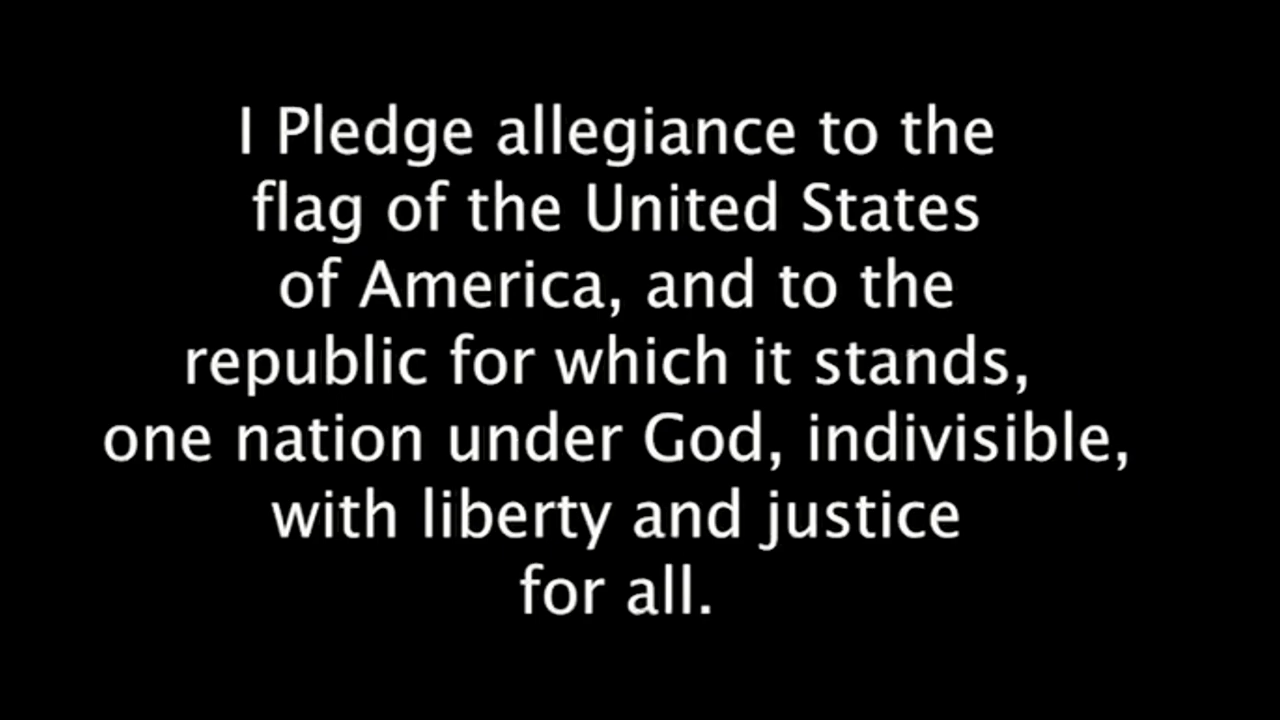 I Pledge allegiance to the
flag of the United States
of America, and to the
republic for which it stands,
one nation under God, indivisible,
with liberty and justice
for all.